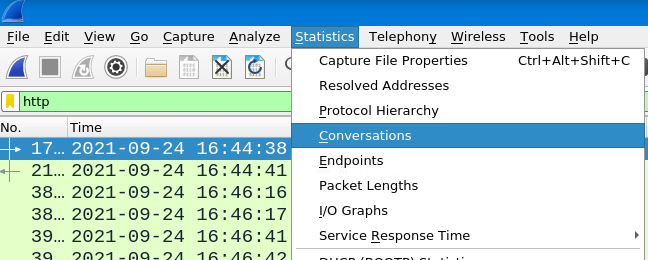 File Edit View Go Capture Analyze Statistics Telephony Wireless Tools Help
Capture File Properties Ctrl+Alt+Shift+C
Resolved Addresses
http
Protocol Hierarchy
No. Time
Conversations
17… 2021-09-24 16:44:38
Endpoints
21… 2021-09-24 16:44:41
Packet Lengths
38… 2021-09-24 16:46:16
I/O Graphs
38… 2021-09-24 16:46:17
Service Response Time
39… 2021-09-24 16:46:41
39 2021-09-24 16:46:42
DHCP (BOOTP) Statisti